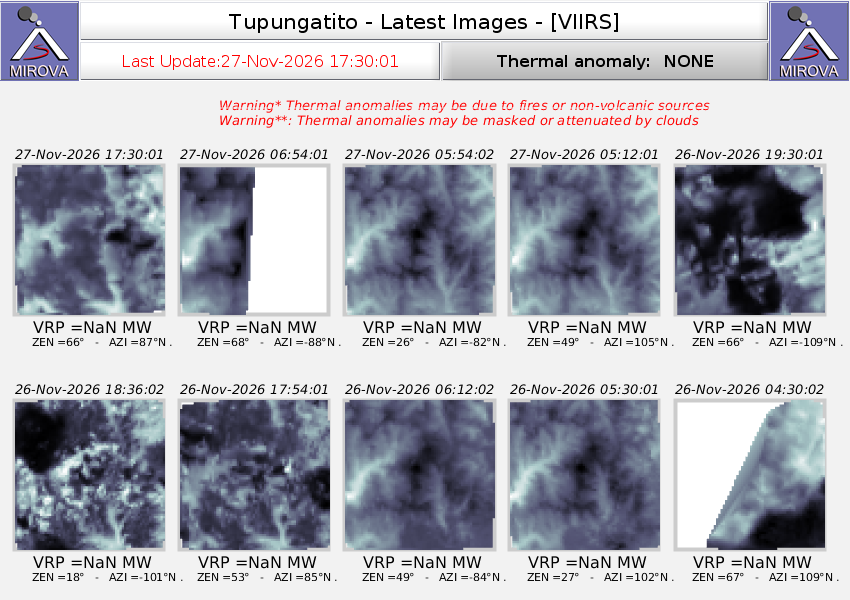 Tupungatito - Latest Images - [VIIRS]
MIROVA
Last Update:27-Nov-2026 17:30:01
Thermal anomaly: NONE
MIROVA
Warning* Thermal anomalies may be due to fires or non-volcanic sources
Warning**: Thermal anomalies may be masked or attenuated by clouds
27-Nov-2026 17:30:01
27-Nov-2026 06:54:01
27-Nov-2026 05:54:02
27-Nov-2026 05:12:01
26-Nov-2026 19:30:01
VRP =NaN MW
VRP =NaN MW
VRP =NaN MW
VRP =NaN MW
VRP =NaN MW
ZEN =66° - AZI =87°N .
ZEN =68° - AZI =-88°N .
ZEN =26° - AZI =-82°N .
ZEN =49° - AZI =105°N .
ZEN =66° - AZI =-109°N .
26-Nov-2026 18:36:02
26-Nov-2026 17:54:01
26-Nov-2026 06:12:02
26-Nov-2026 05:30:01
26-Nov-2026 04:30:02
VRP =NaN MW
VRP =NaN MW
VRP =NaN MW
VRP =NaN MW
VRP =NaN MW
ZEN =18° - AZI =-101°N .
ZEN =53° - AZI =85°N .
ZEN =49° - AZI =-84°N .
ZEN =27° - AZI =102°N .
ZEN =67° - AZI =109°N .